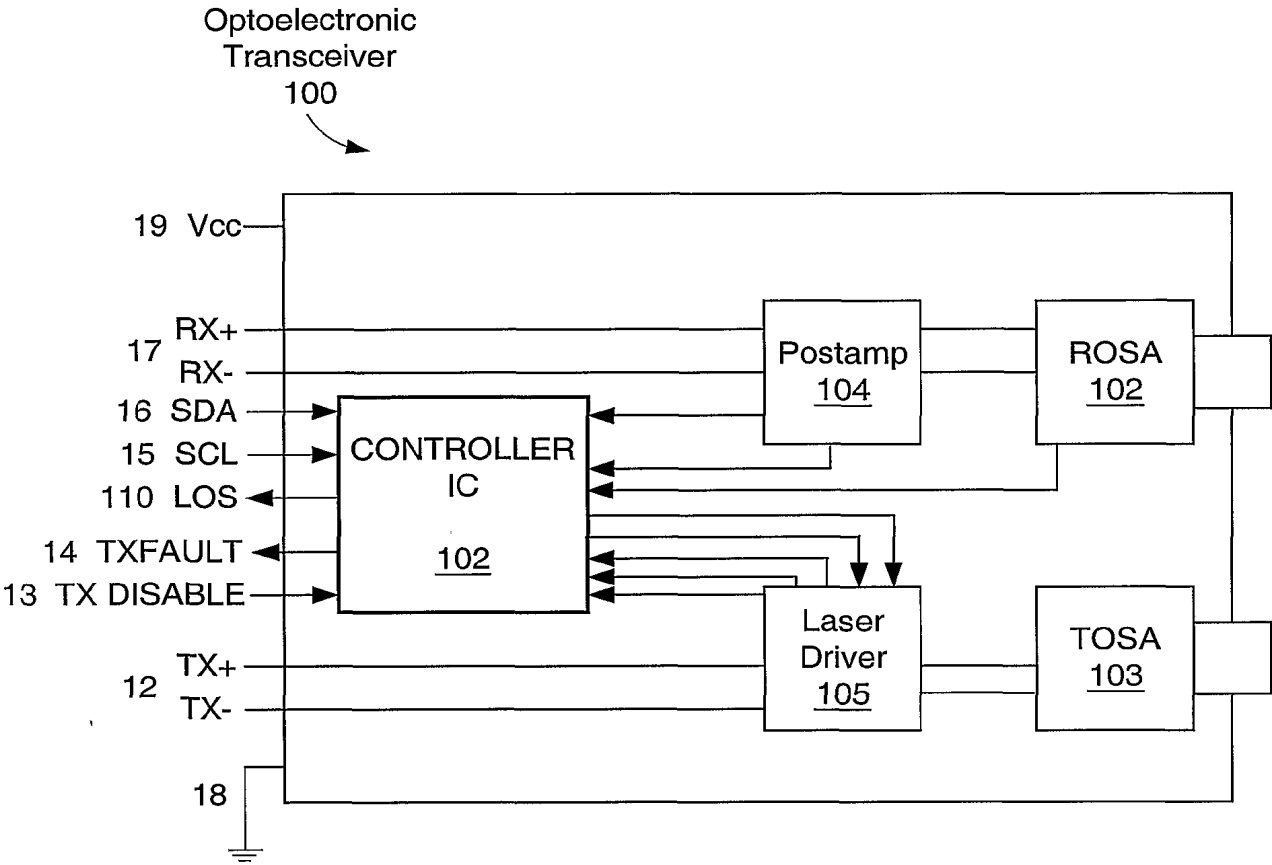 Optoelectronic
Transceiver
100
19 Vcc
RX+
17
RX-
16 SDA
15 SCL
110 LOS
14 TXFAULT
13 TX DISABLE
TX+
12
TX-
18
CONTROLLER
IC
102
Postamp
104
ROSA
102
Laser
Driver
105
TOSA
103